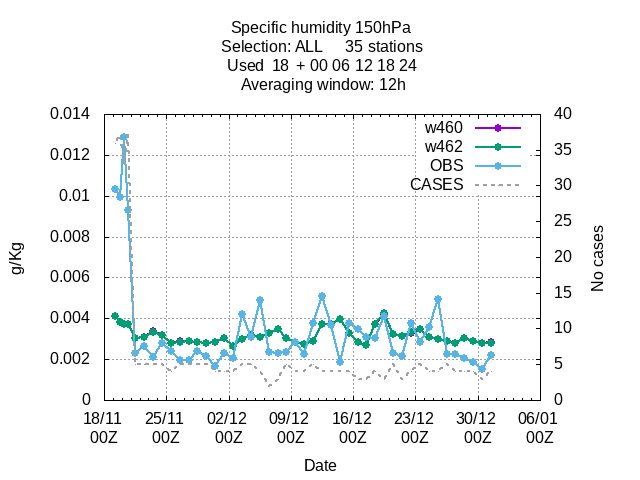 Specific humidity 150hPa
Selection: ALL     35 stations
Used  18  + 00 06 12 18 24
Averaging window: 12h
w460
w462
OBS
CASES
g/Kg
0.014
0.012
0.01
0.008
0.006
0.004
0.002
0
No cases
40
35
30
25
20
15
10
5
0
18/11 25/11 02/12 09/12 16/12 23/12 30/12 06/01
00Z 00Z 00Z 00Z 00Z 00Z 00Z 00Z
Date